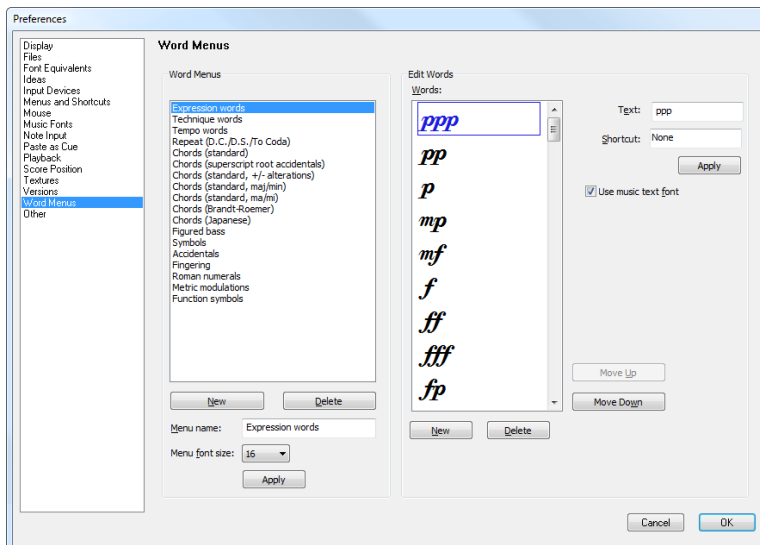 Preferences
Display
Files
Font Equivalents
Ideas
Input Devices
Menus and Shortcuts
Mouse
Music Fonts
Note Input
Paste as Cue
Playback
Score Position
Textures
Versions
Word Menus
Other
Word Menus
Word Menus
Expression words
Technique words
Tempo words
Repeat (D.C./D.S./To Coda)
Chords (standard)
Chords (superscript root accidentals)
Chords (standard, +/- alterations)
Chords (standard, maj/min)
Chords (standard, ma/mi)
Chords (Brandt-Roemer)
Chords (Japanese)
Figured bass
Symbols
Accidentals
Fingering
Roman numerals
Metric modulations
Function symbols
New Delete
Menu name: Expression words
Menu font size: 16
Apply
Edit Words
Words:
ppp
pp
p
mp
mf
f
ff
fff
fp
New Delete
Text: ppp
Shortcut: None
Apply
Use music text font
Move Up
Move Down
Cancel OK